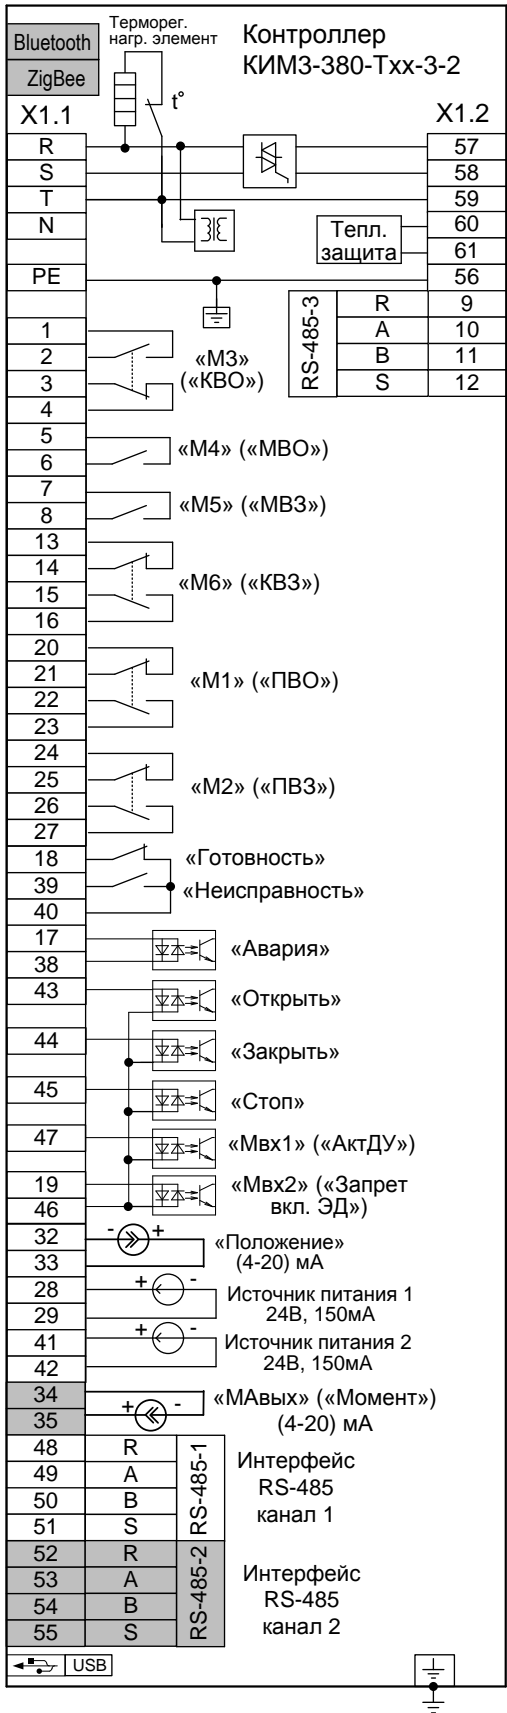 Bluetooth
ZigBee
Терморег.
нагр. элемент
t°
Контроллер
КИМ3-380-Тхх-3-2
X1.1
X1.2
R
57
S
58
T
59
N
60
Тепл.
защита
61
PE
56
RS-485-3
R
9
A
10
B
11
S
12
1
2
3
4
«М3»
(«КВО»)
5
6
«М4» («МВО»)
7
8
«М5» («МВЗ»)
13
14
15
16
«М6» («КВЗ»)
20
21
22
23
«М1» («ПВО»)
24
25
26
27
«М2» («ПВЗ»)
18
«Готовность»
39
«Неисправность»
40
17
38
«Авария»
43
«Открыть»
44
«Закрыть»
45
«Стоп»
47
«Мвх1» («АктДУ»)
19
46
«Мвх2» («Запрет
вкл. ЭД»)
32
- +
33
«Положение»
(4-20) мА
28
+ -
29
Источник питания 1
24В, 150мА
41
+ -
42
Источник питания 2
24В, 150мА
34
35
+ -
«МАвых» («Момент»)
(4-20) мА
48 R
49 A
50 B
51 S
RS-485-1
Интерфейс
RS-485
канал 1
52 R
53 A
54 B
55 S
RS-485-2
Интерфейс
RS-485
канал 2
USB